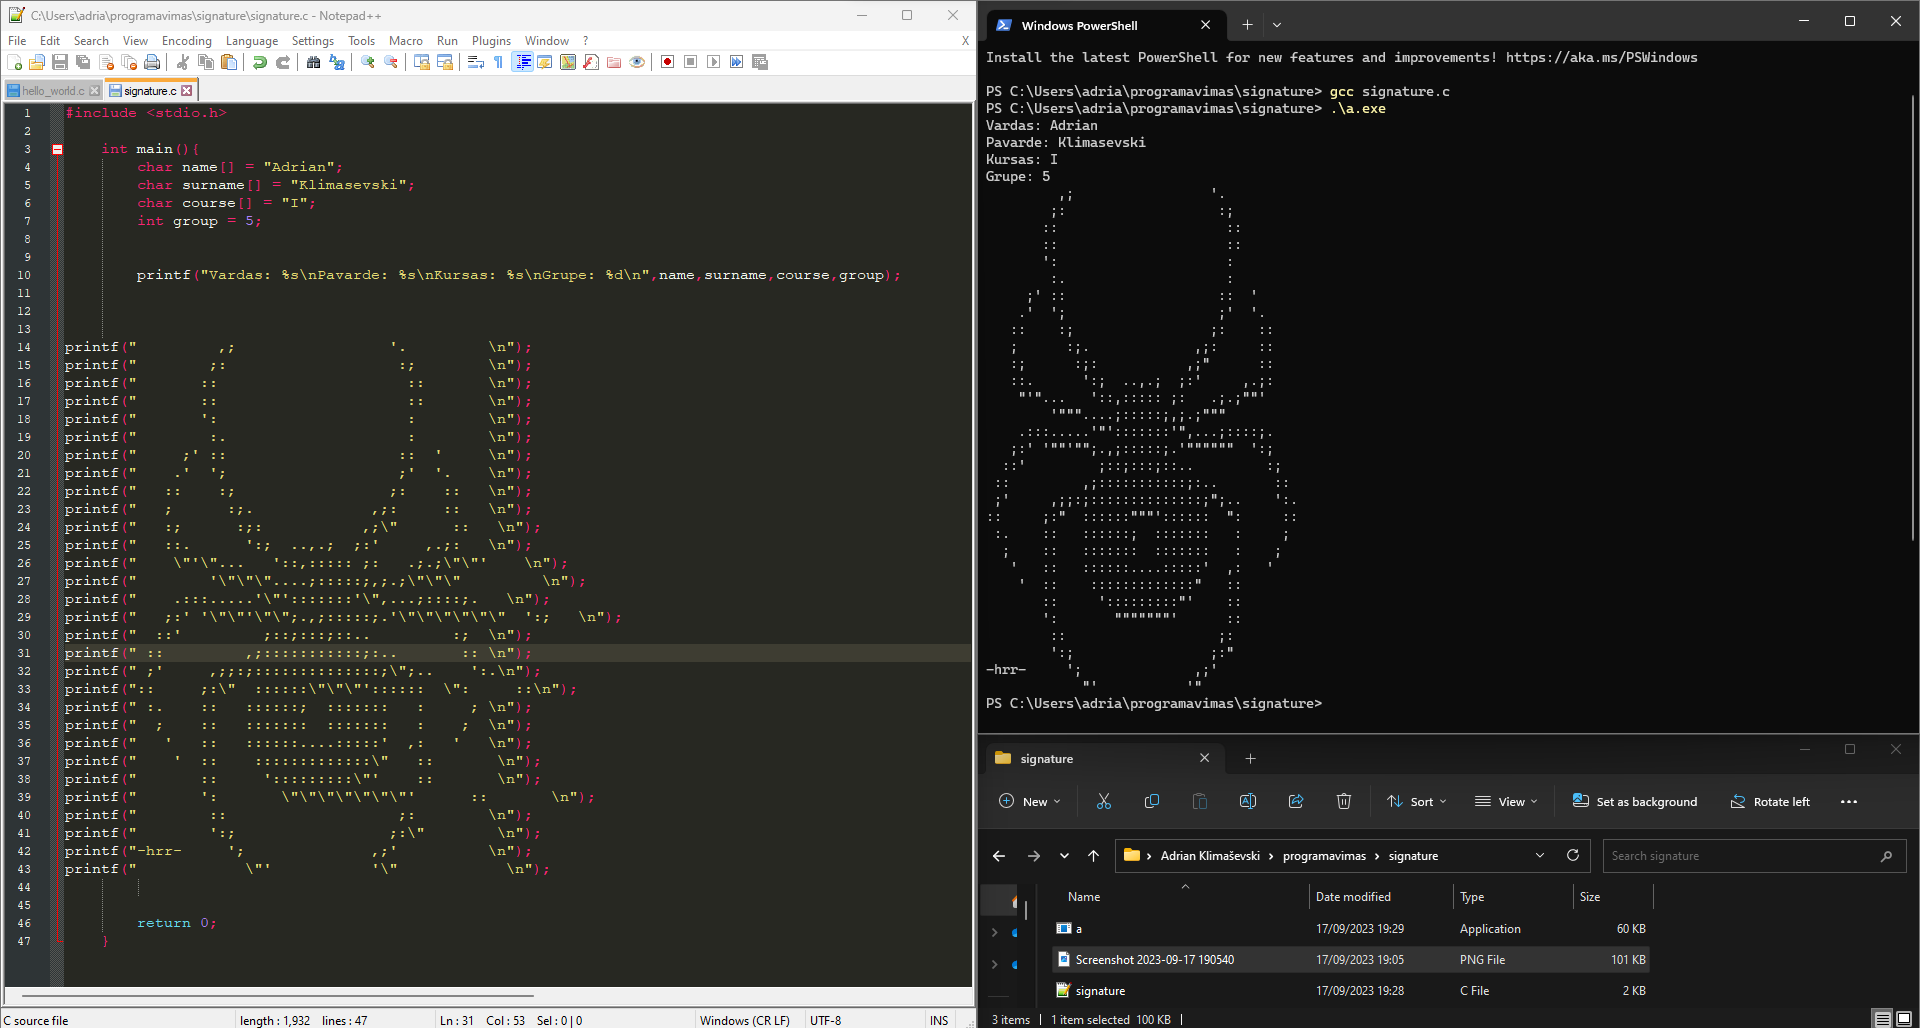 C:\Users\adria\programavimas\signature\signature.c - Notepad++
File Edit Search View Encoding Language Settings Tools Macro Run Plugins Window ? X
hello_world.c signature.c
1 #include <stdio.h>
2
3 int main(){
4 char name[] = "Adrian";
5 char surname[] = "Klimasevski";
6 char course[] = "I";
7 int group = 5;
8
9
10 printf("Vardas: %s\nPavarde: %s\nKursas: %s\nGrupe: %d\n",name,surname,course,group);
11
12
13
14 printf("         ,;                 '.         \n");
15 printf("        ;:                   :;        \n");
16 printf("       ::                     ::       \n");
17 printf("       ::                     ::       \n");
18 printf("       ':                     :        \n");
19 printf("        :.                    :        \n");
20 printf("     ;' ::                   ::  '     \n");
21 printf("    .'  ';                   ;'  '.    \n");
22 printf("   ::    :;                 ;:    ::   \n");
23 printf("   ;      :;.             ,;:     ::   \n");
24 printf("   :;      :;:           ,;\"      ::   \n");
25 printf("   ::.      ':;  ..,.;  ;:'     ,.;:   \n");
26 printf("    \"'\"...   '::,::::: ;:   .;.;\"\"'    \n");
27 printf("        '\"\"\"....;:::::;,;.;\"\"\"         \n");
28 printf("    .:::.....'\"':::::::'\",...;::::;.   \n");
29 printf("   ;:' '\"\"'\"\";.,;:::::;.'\"\"\"\"\"\"  ':;   \n");
30 printf("  ::'         ;::;:::;::..         :;  \n");
31 printf(" ::         ,;:::::::::::;:..       :: \n");
32 printf(" ;'     ,;;:;::::::::::::::;\";..    ':.\n");
33 printf("::     ;:\"  ::::::\"\"\"'::::::  \":     ::\n");
34 printf(" :.    ::   ::::::;  :::::::   :     ; \n");
35 printf("  ;    ::   :::::::  :::::::   :    ;  \n");
36 printf("   '   ::   ::::::....:::::'  ,:   '   \n");
37 printf("    '  ::    :::::::::::::\"   ::       \n");
38 printf("       ::     ':::::::::\"'    ::       \n");
39 printf("       ':       \"\"\"\"\"\"\"'      ::       \n");
40 printf("        ::                   ;:        \n");
41 printf("        ':;                 ;:\"        \n");
42 printf("-hrr-     ';              ,;'          \n");
43 printf("            \"'           '\"            \n");
44
45
46 return 0;
47 }
C source file length : 1,932 lines : 47 Ln : 31 Col : 53 Sel : 0 | 0 Windows (CR LF) UTF-8 INS
Windows PowerShell
Install the latest PowerShell for new features and improvements! https://aka.ms/PSWindows
PS C:\Users\adria\programavimas\signature> gcc signature.c
PS C:\Users\adria\programavimas\signature> .\a.exe
Vardas: Adrian
Pavarde: Klimasevski
Kursas: I
Grupe: 5
         ,;                 '.
        ;:                   :;
       ::                     ::
       ::                     ::
       ':                     :
        :.                    :
     ;' ::                   ::  '
    .'  ';                   ;'  '.
   ::    :;                 ;:    ::
   ;      :;.             ,;:     ::
   :;      :;:           ,;"      ::
   ::.      ':;  ..,.;  ;:'     ,.;:
    "'"...   '::,::::: ;:   .;.;""'
        '"""....;:::::;,;.;"""
    .:::.....'"':::::::'",...;::::;.
   ;:' '""'"";.,;:::::;.'""""""  ':;
  ::'         ;::;:::;::..         :;
 ::         ,;:::::::::::;:..       ::
 ;'     ,;;:;::::::::::::::;";..    ':.
::     ;:"  ::::::"""'::::::  ":     ::
 :.    ::   ::::::;  :::::::   :     ;
  ;    ::   :::::::  :::::::   :    ;
   '   ::   ::::::....:::::'  ,:   '
    '  ::    :::::::::::::"   ::
       ::     ':::::::::"'    ::
       ':       """""""'      ::
        ::                   ;:
        ':;                 ;:"
-hrr-     ';              ,;'
            "'           '"
PS C:\Users\adria\programavimas\signature>
signature
New Sort View Set as background Rotate left
Adrian Klimaševski programavimas signature Search signature
Name Date modified Type Size
a 17/09/2023 19:29 Application 60 KB
Screenshot 2023-09-17 190540 17/09/2023 19:05 PNG File 101 KB
signature 17/09/2023 19:28 C File 2 KB
3 items 1 item selected 100 KB